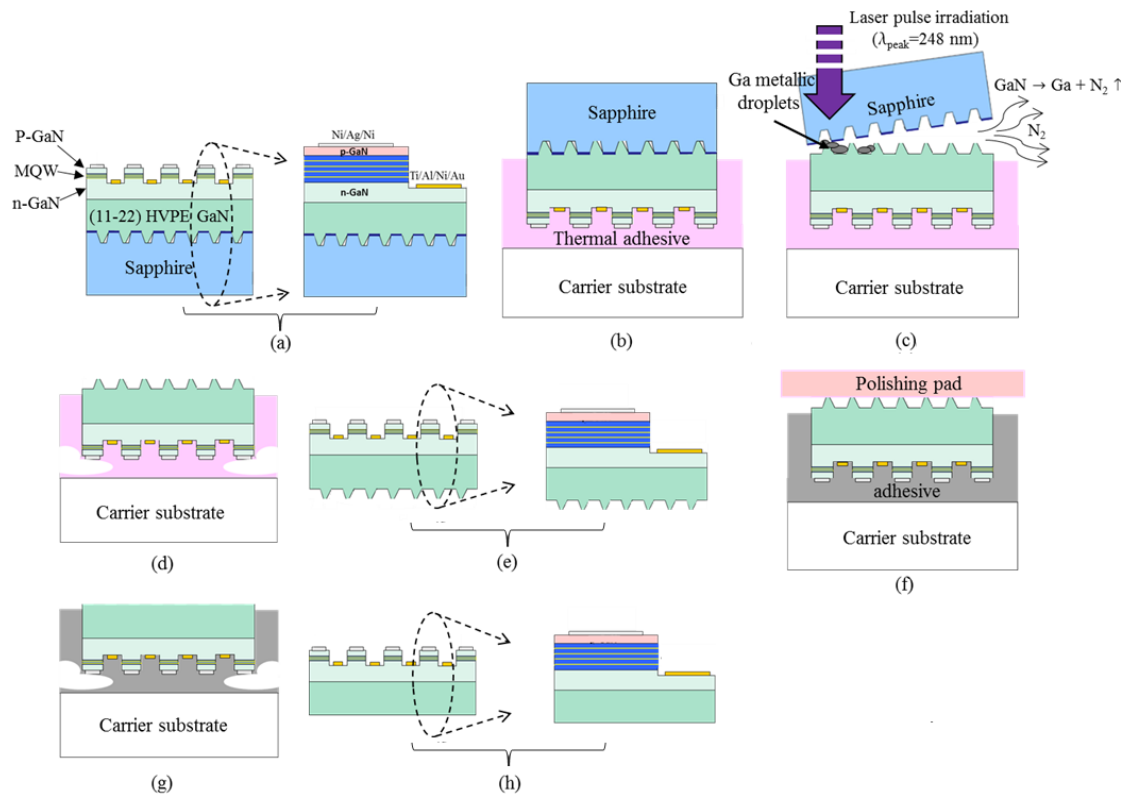 Laser pulse irradiation
(λpeak=248 nm)
Ga metallic
droplets
GaN → Ga + N2 ↑
Sapphire
N2
Sapphire
P-GaN
MQW
n-GaN
(11-22) HVPE GaN
Sapphire
Ni/Ag/Ni
p-GaN
Ti/Al/Ni/Au
n-GaN
Thermal adhesive
Carrier substrate
Carrier substrate
(a)
(b)
(c)
Polishing pad
adhesive
Carrier substrate
Carrier substrate
(d)
(e)
(f)
Carrier substrate
(g)
(h)